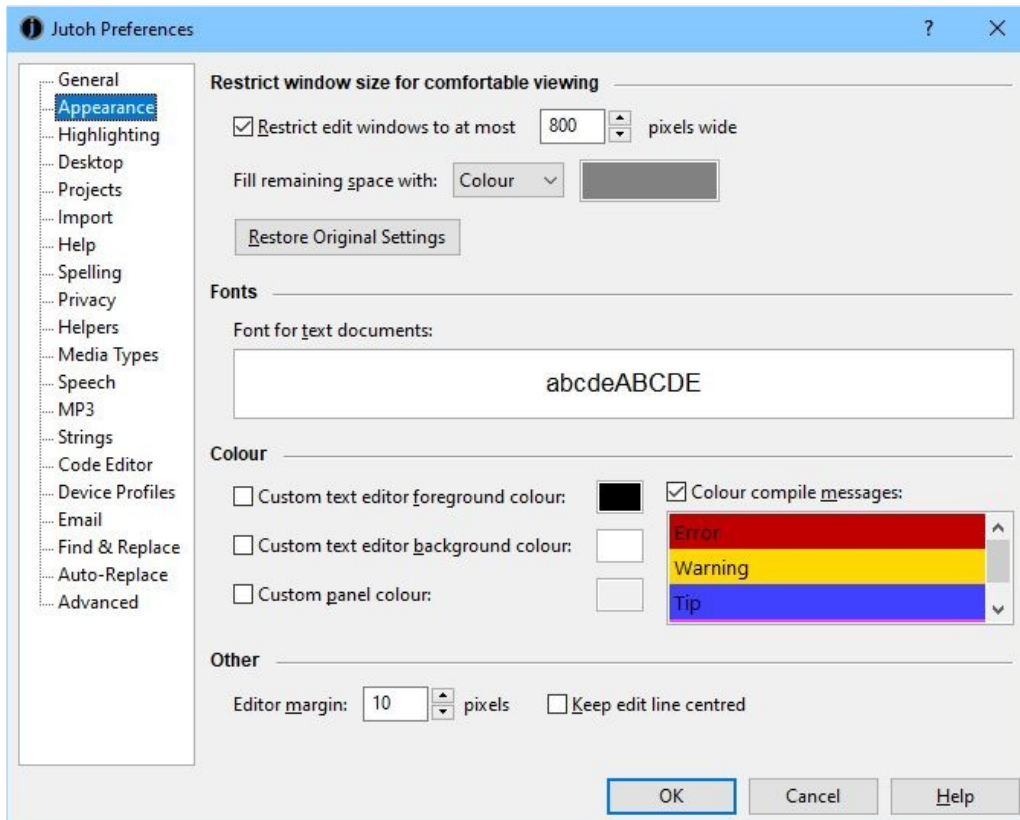 Jutoh Preferences
?
General
Appearance
Highlighting
Desktop
Projects
Import
Help
Spelling
Privacy
Helpers
Media Types
Speech
MP3
Strings
Code Editor
Device Profiles
Email
Find & Replace
Auto-Replace
Advanced
Restrict window size for comfortable viewing
Restrict edit windows to at most 800 pixels wide
Fill remaining space with: Colour
Restore Original Settings
Fonts
Font for text documents:
abcdeABCDE
Colour
Custom text editor foreground colour:
Custom text editor background colour:
Custom panel colour:
Colour compile messages:
Error
Warning
Tip
Other
Editor margin: 10 pixels Keep edit line centred
OK Cancel Help